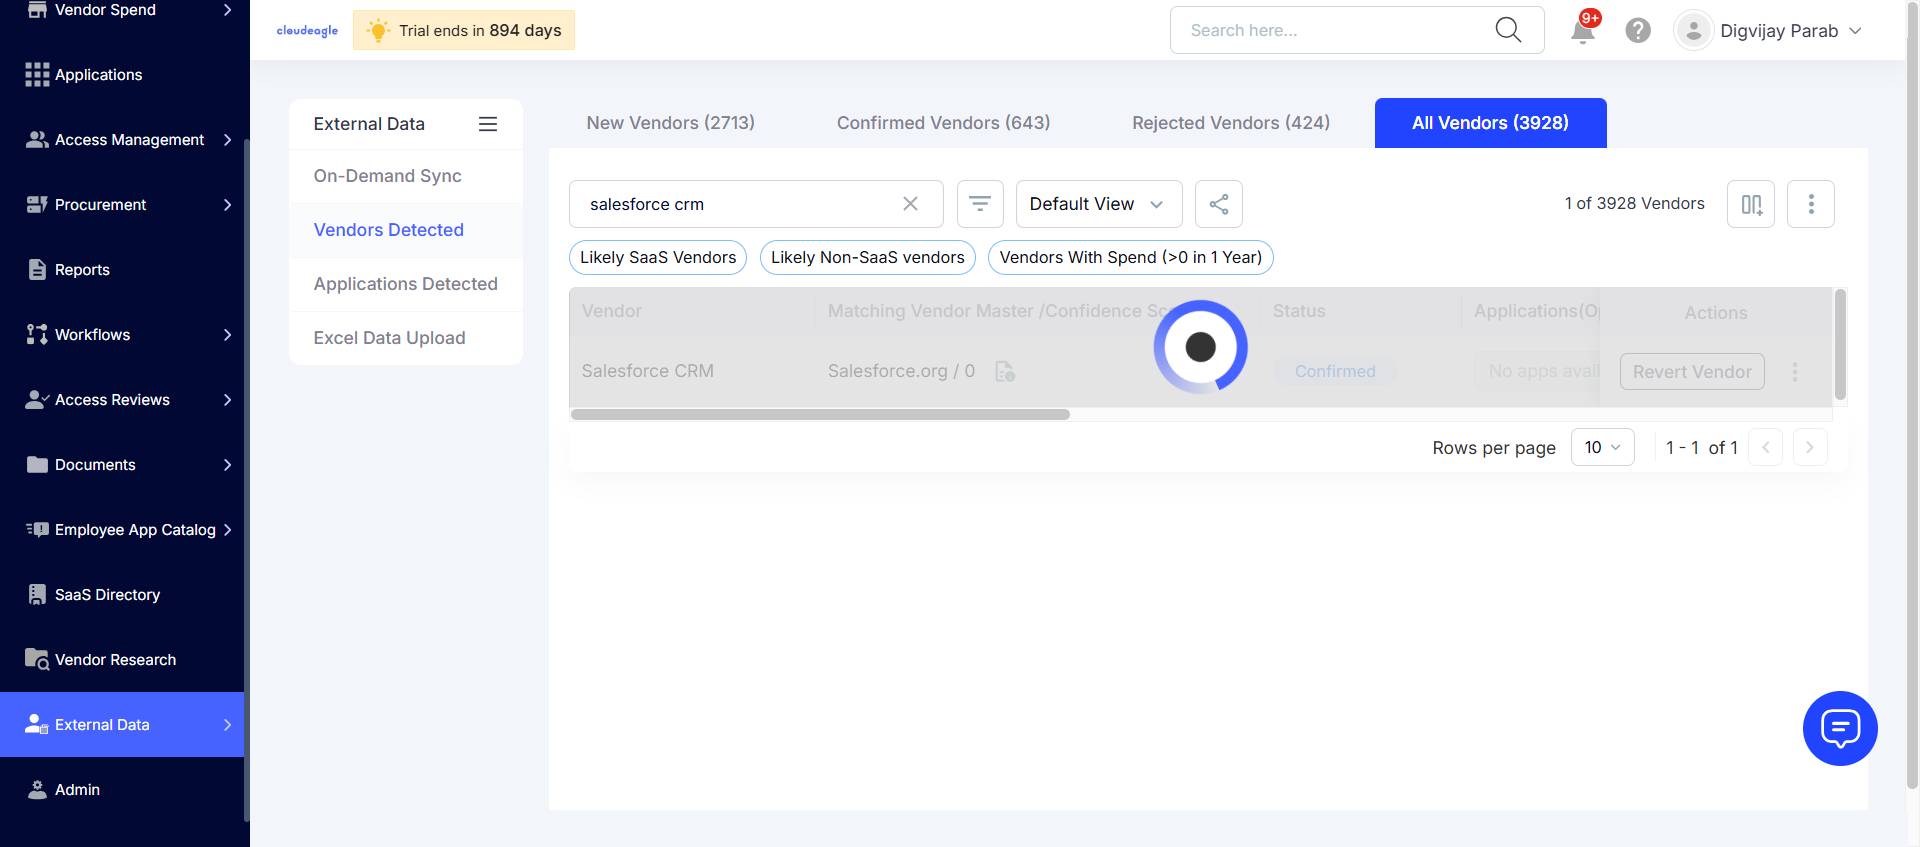 Vendor Spend
Applications
Access Management
Procurement
Reports
Workflows
Access Reviews
Documents
Employee App Catalog
SaaS Directory
Vendor Research
External Data
Admin
cloudeagle
Trial ends in 894 days
Search here...
9+
?
Digvijay Parab
External Data
On-Demand Sync
Vendors Detected
Applications Detected
Excel Data Upload
New Vendors (2713)
Confirmed Vendors (643)
Rejected Vendors (424)
All Vendors (3928)
salesforce crm
Default View
1 of 3928 Vendors
Likely SaaS Vendors
Likely Non-SaaS vendors
Vendors With Spend (>0 in 1 Year)
Vendor
Matching Vendor Master /Confidence Sc
Status
Applications(O
Actions
Salesforce CRM
Salesforce.org / 0
Confirmed
No apps avail
Revert Vendor
Rows per page
10
1 - 1 of 1